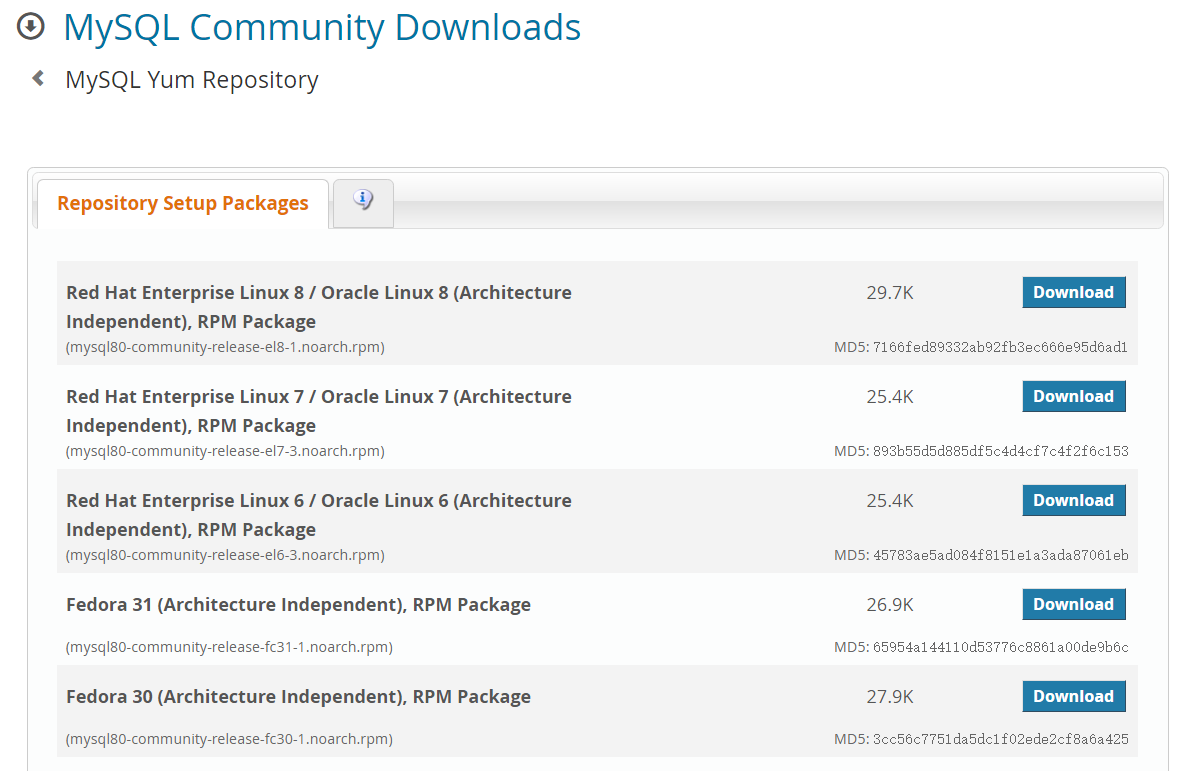 MySQL Community Downloads
MySQL Yum Repository
Repository Setup Packages
Red Hat Enterprise Linux 8 / Oracle Linux 8 (Architecture 29.7K Download
Independent), RPM Package
(mysql80-community-release-el8-1.noarch.rpm) MD5: 7166fed89332ab92fb3ec666e95d6ad1
Red Hat Enterprise Linux 7 / Oracle Linux 7 (Architecture 25.4K Download
Independent), RPM Package
(mysql80-community-release-el7-3.noarch.rpm) MD5: 893b55d5d885df5c4d4cf7c4f2f6c153
Red Hat Enterprise Linux 6 / Oracle Linux 6 (Architecture 25.4K Download
Independent), RPM Package
(mysql80-community-release-el6-3.noarch.rpm) MD5: 45783ae5ad084f8151e1a3ada87061eb
Fedora 31 (Architecture Independent), RPM Package 26.9K Download
(mysql80-community-release-fc31-1.noarch.rpm) MD5: 65954a144110d53776c8861a00de9b6c
Fedora 30 (Architecture Independent), RPM Package 27.9K Download
(mysql80-community-release-fc30-1.noarch.rpm) MD5: 3cc56c7751da5dc1f02ede2cf8a6a425